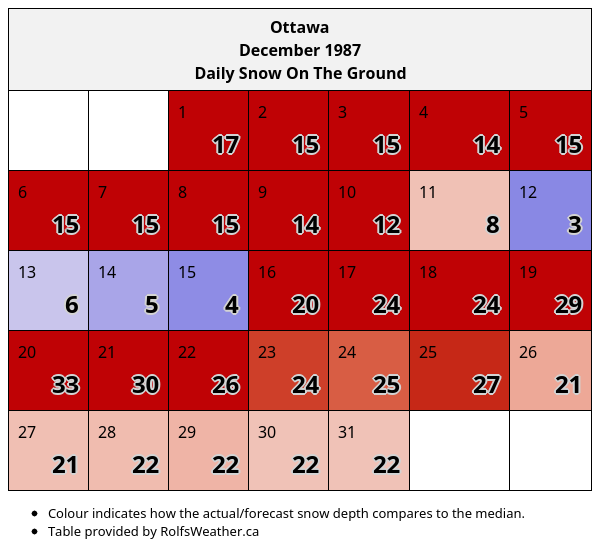 Ottawa
December 1987
Daily Snow On The Ground
1 2 3 4 5
17 15 15 14 15
6 7 8 9 10 11 12
15 15 15 14 12 8 3
13 14 15 16 17 18 19
6 5 4 20 24 24 29
20 21 22 23 24 25 26
33 30 26 24 25 27 21
27 28 29 30 31
21 22 22 22 22
• Colour indicates how the actual/forecast snow depth compares to the median.
• Table provided by RolfsWeather.ca